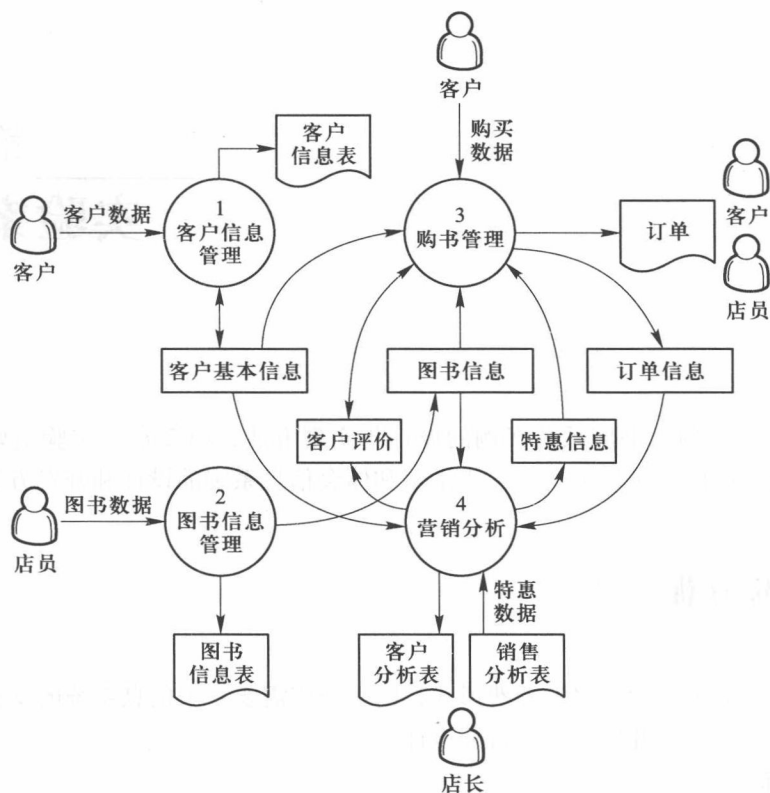 客户
购买
数据
客户
信息表
客户数据
客户
1
客户信息
管理
3
购书管理
订单
客户
店员
客户基本信息
图书信息
订单信息
客户评价
特惠信息
图书数据
店员
2
图书信息
管理
4
营销分析
特惠
数据
图书
信息表
客户
分析表
销售
分析表
店长